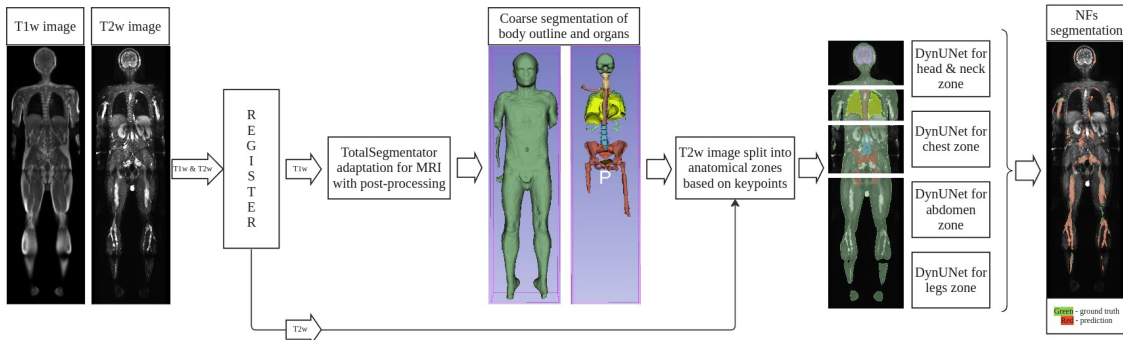 T1w image
T2w image
T1w & T2w
R
E
G
I
S
T
E
R
T1w
TotalSegmentator
adaptation for MRI
with post-processing
Coarse segmentation of
body outline and organs
P
T2w image split into
anatomical zones
based on keypoints
DynUNet for
head & neck
zone
DynUNet for
chest zone
DynUNet for
abdomen
zone
DynUNet for
legs zone
NFs
segmentation
Green - ground truth
Red - prediction
T2w